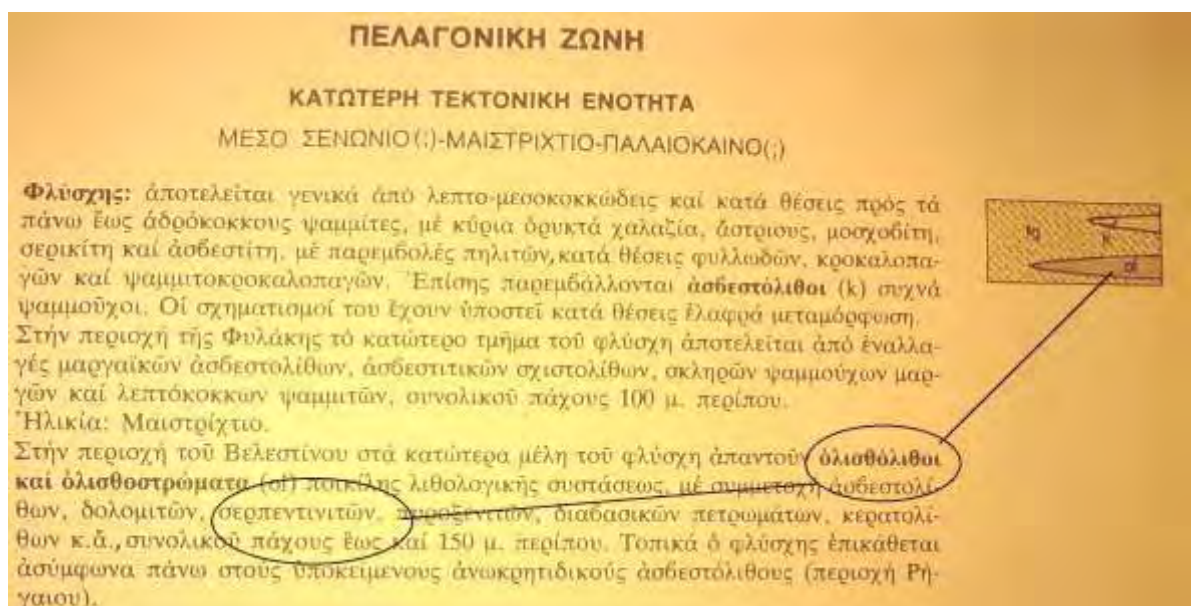 ΠΕΛΑΓΟΝΙΚΗ ΖΩΝΗ
ΚΑΤΩΤΕΡΗ ΤΕΚΤΟΝΙΚΗ ΕΝΟΤΗΤΑ
ΜΕΣΟ ΣΕΝΩΝΙΟ(;)-ΜΑΙΣΤΡΙΧΤΙΟ-ΠΑΛΑΙΟΚΑΙΝΟ(;)
Φλύσχης: ἀποτελεῖται γενικά ἀπό λεπτο-μεσοκοκκώδεις καί κατά θέσεις πρός τά
πάνω ἕως ἁδρόκοκκους ψαμμίτες, μέ κύρια ὀρυκτά χαλαζία, ἄστριους, μοσχοβίτη,
σερικίτη καί ἀσβεστίτη, μέ παρεμβολές πηλιτῶν, κατά θέσεις φυλλωδῶν, κροκαλοπα-
γῶν καί ψαμμιτοκροκαλοπαγῶν. Ἐπίσης παρεμβάλλονται ἀσβεστόλιθοι (k) συχνά
ψαμμοῦχοι. Οἱ σχηματισμοί του ἔχουν ὑποστεῖ κατά θέσεις ἐλαφρά μεταμόρφωση.
Στήν περιοχή τῆς Φυλάκης τό κατώτερο τμῆμα τοῦ φλύσχη ἀποτελεῖται ἀπό ἐναλλα-
γές μαργαϊκῶν ἀσβεστολίθων, ἀσβεστιτικῶν σχιστολίθων, σκληρῶν ψαμμούχων μαρ-
γῶν καί λεπτόκοκκων ψαμμιτῶν, συνολικοῦ πάχους 100 μ. περίπου.
Ἡλικία: Μαιστρίχτιο.
Στήν περιοχή τοῦ Βελεστίνου στά κατώτερα μέλη τοῦ φλύσχη ἀπαντοῦν ὀλισθόλιθοι
καί ὀλισθοστρώματα (ol) ποικίλης λιθολογικῆς συστάσεως, μέ συμμετοχή ἀσβεστολί-
θων, δολομιτῶν, σερπεντινιτῶν, πυροξενιτῶν, διαβασικῶν πετρωμάτων, κερατολί-
θων κ.ἄ., συνολικοῦ πάχους ἕως καί 150 μ. περίπου. Τοπικά ὁ φλύσχης ἐπικάθεται
ἀσύμφωνα πάνω στούς ὑποκείμενους ἀνωκρητιδικούς ἀσβεστόλιθους (περιοχή Ρή-
γαιου).
k
ol